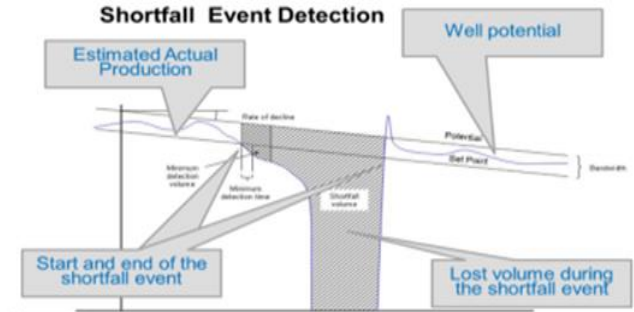 Shortfall Event Detection
Estimated Actual
Production
Well potential
Rate of decline
Potential
Set Point
Bandwidth
Minimum
detection
volume
Minimum
detection time
Shortfall
volume
Start and end of the
shortfall event
Lost volume during
the shortfall event